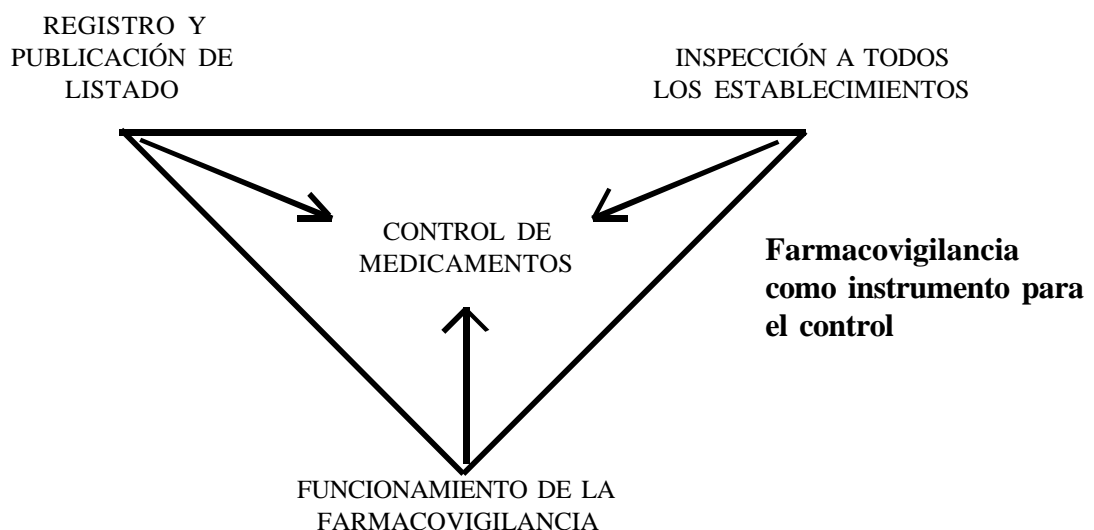 REGISTRO Y
PUBLICACIÓN DE
LISTADO
INSPECCIÓN A TODOS
LOS ESTABLECIMIENTOS
CONTROL DE
MEDICAMENTOS
Farmacovigilancia
como instrumento para
el control
FUNCIONAMIENTO DE LA
FARMACOVIGILANCIA